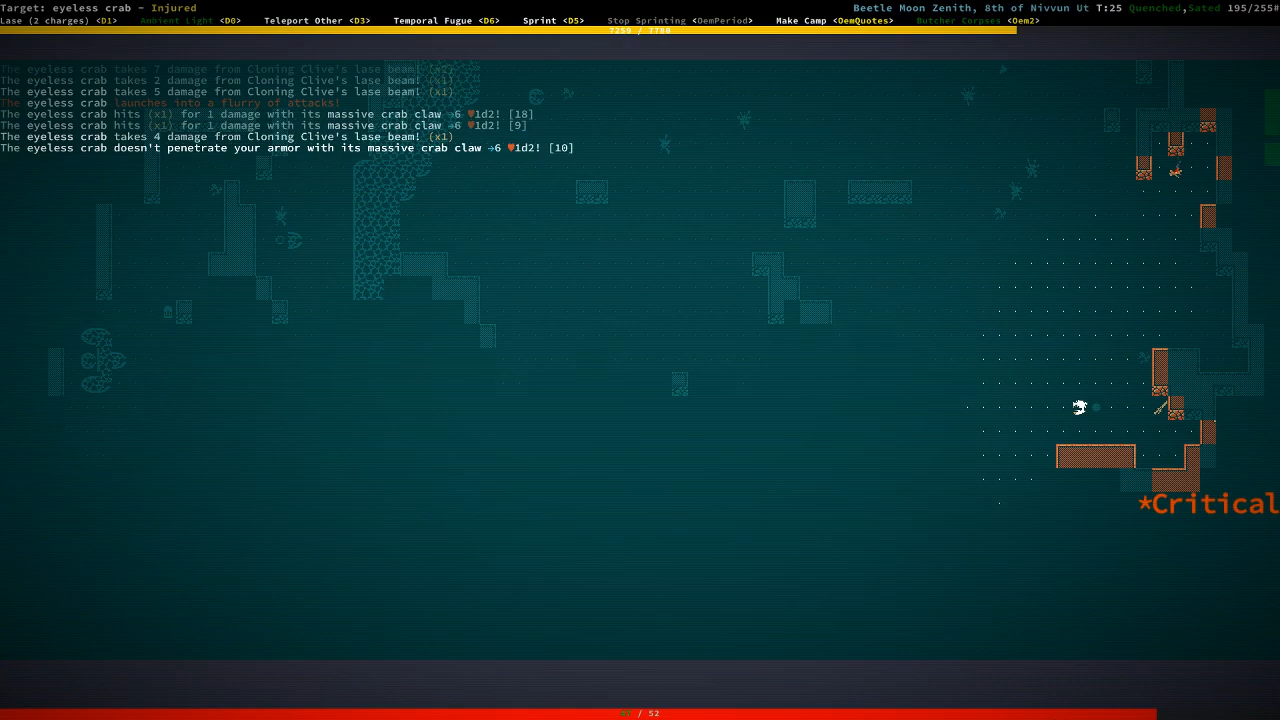 Target: eyeless crab - Injured
Beetle Moon Zenith, 8th of Nivvun Ut T:25 Quenched,Sated 195/255#
Lase (2 charges) <D1> Ambient Light <D0> Teleport Other <D3> Temporal Fugue <D6> Sprint <D5> Stop Sprinting <OemPeriod> Make Camp <OemQuotes> Butcher Corpses <Oem2>
The eyeless crab takes 7 damage from Cloning Clive's lase beam!
The eyeless crab takes 2 damage from Cloning Clive's lase beam! (x1)
The eyeless crab takes 5 damage from Cloning Clive's lase beam! (x1)
The eyeless crab launches into a flurry of attacks!
The eyeless crab hits (x1) for 1 damage with its massive crab claw →6 ♥1d2! [18]
The eyeless crab hits (x1) for 1 damage with its massive crab claw →6 ♥1d2! [9]
The eyeless crab takes 4 damage from Cloning Clive's lase beam! (x1)
The eyeless crab doesn't penetrate your armor with its massive crab claw →6 ♥1d2! [10]
*Critical
/ 52